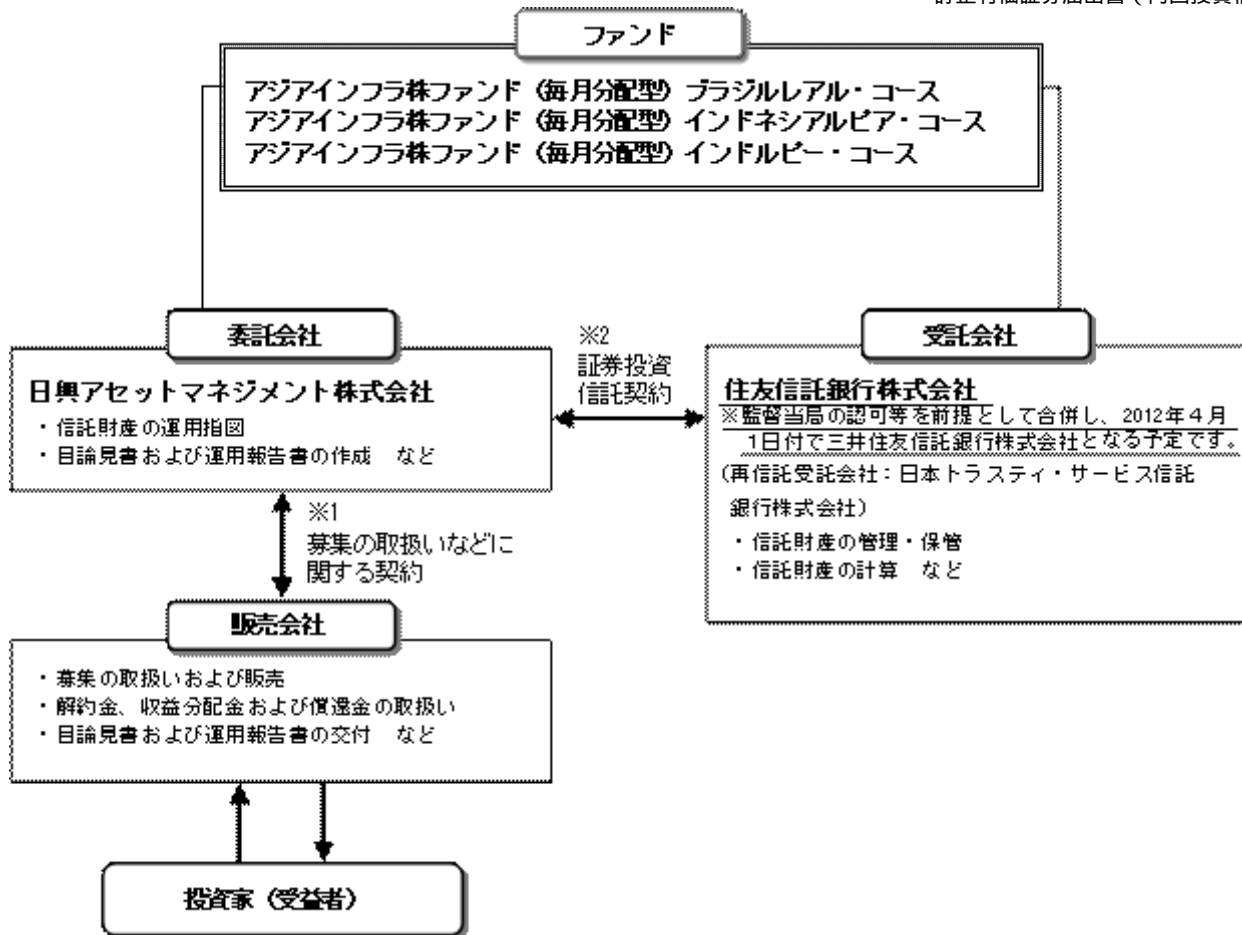 ファンド
アジアインフラ株ファンド（毎月分配型）ブラジルレアル・コース
アジアインフラ株ファンド（毎月分配型）インドネシアルピア・コース
アジアインフラ株ファンド（毎月分配型）インドルピー・コース
委託会社
日興アセットマネジメント株式会社
・信託財産の運用指図
・目論見書および運用報告書の作成　など
※2
証券投資
信託契約
受託会社
住友信託銀行株式会社
※監督当局の認可等を前提として合併し、2012年４月
1日付で三井住友信託銀行株式会社となる予定です。
（再信託受託会社：日本トラスティ・サービス信託
銀行株式会社）
・信託財産の管理・保管
・信託財産の計算　など
※1
募集の取扱いなどに
関する契約
販売会社
・募集の取扱いおよび販売
・解約金、収益分配金および償還金の取扱い
・目論見書および運用報告書の交付　など
投資家（受益者）